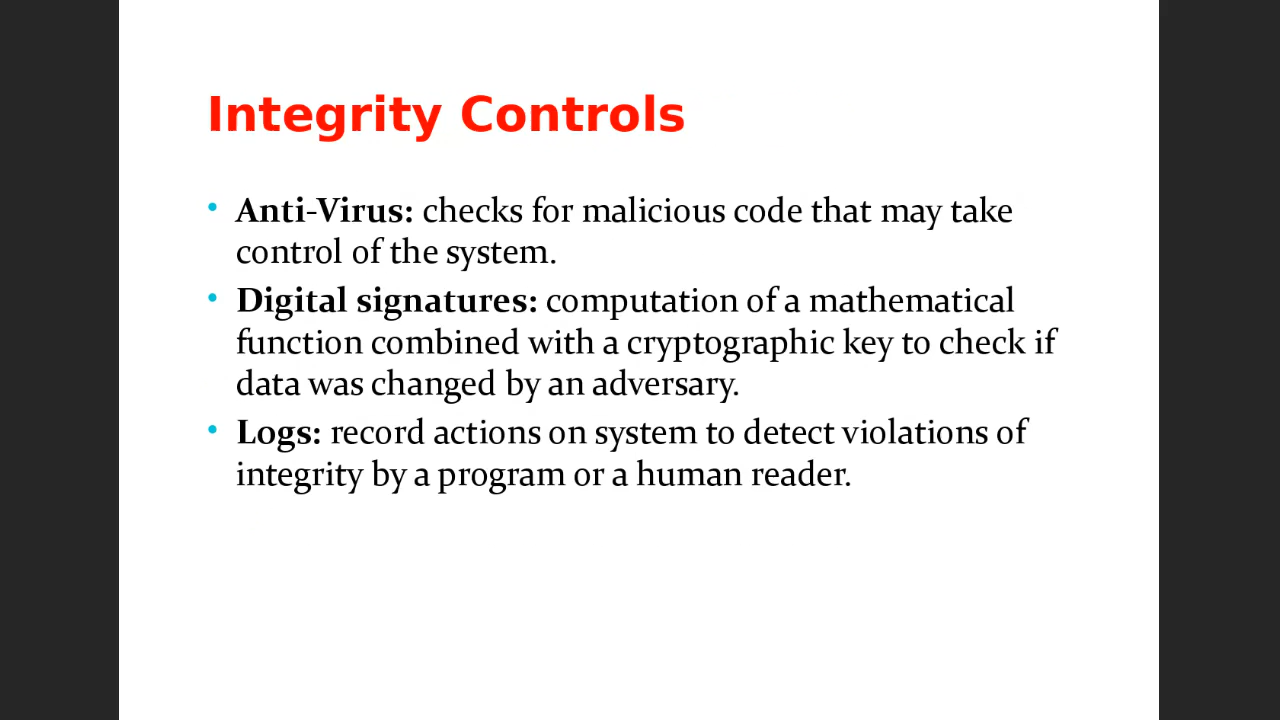 Integrity Controls
• Anti-Virus: checks for malicious code that may take
control of the system.
• Digital signatures: computation of a mathematical
function combined with a cryptographic key to check if
data was changed by an adversary.
• Logs: record actions on system to detect violations of
integrity by a program or a human reader.